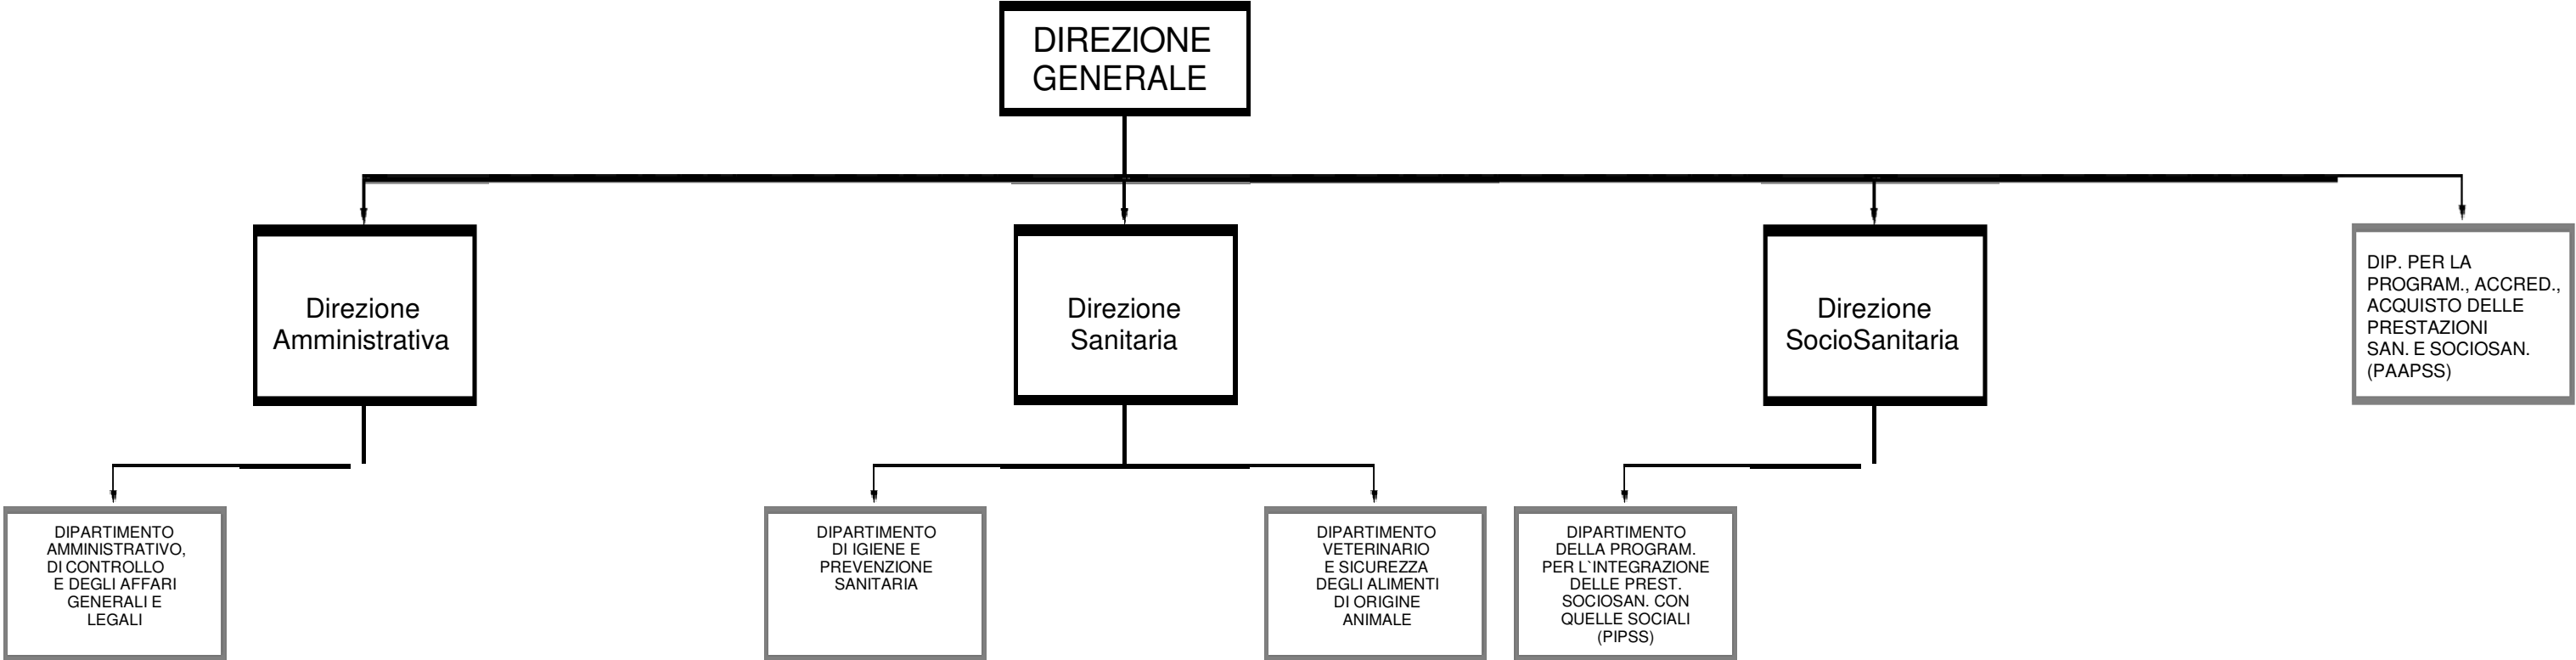 DIREZIONE
GENERALE
Direzione
Amministrativa
Direzione
Sanitaria
Direzione
SocioSanitaria
DIP. PER LA
PROGRAM., ACCRED.,
ACQUISTO DELLE
PRESTAZIONI
SAN. E SOCIOSAN.
(PAAPSS)
DIPARTIMENTO
AMMINISTRATIVO,
DI CONTROLLO
E DEGLI AFFARI
GENERALI E
LEGALI
DIPARTIMENTO
DI IGIENE E
PREVENZIONE
SANITARIA
DIPARTIMENTO
VETERINARIO
E SICUREZZA
DEGLI ALIMENTI
DI ORIGINE
ANIMALE
DIPARTIMENTO
DELLA PROGRAM.
PER L`INTEGRAZIONE
DELLE PREST.
SOCIOSAN. CON
QUELLE SOCIALI
(PIPSS)